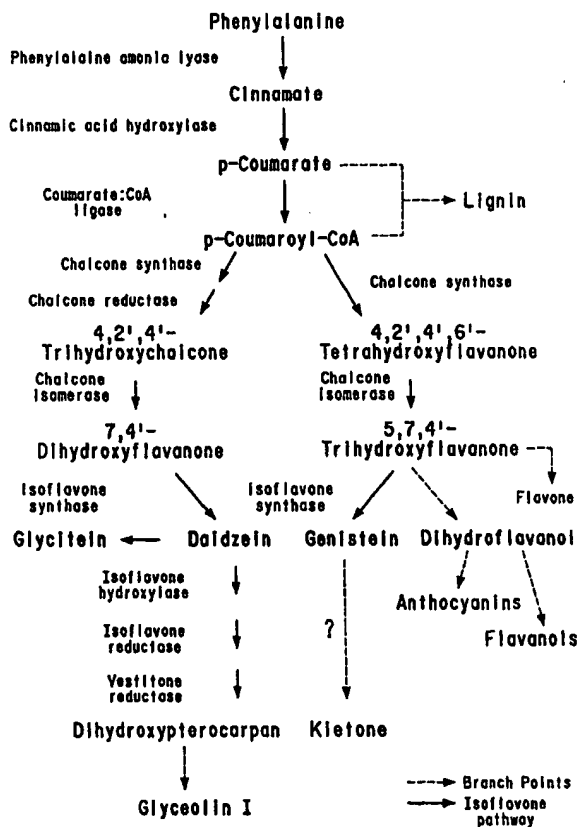 Phenylalanine
Phenylalaine amonia lyase
Cinnamate
Cinnamic acid hydroxylase
p-Coumarate
Coumarate:CoA
ligase
Lignin
p-Coumaroyl-CoA
Chalcone synthase
Chalcone synthase
Chalcone reductase
4,2',4'-
Trihydroxychalcone
4,2',4',6'-
Tetrahydroxyflavanone
Chalcone
isomerase
Chalcone
isomerase
7,4'-
Dihydroxyflavanone
5,7,4'-
Trihydroxyflavanone
Isoflavone
synthase
Isoflavone
synthase
Flavone
Glycitein
Daidzein
Genistein
Dihydroflavanol
Isoflavone
hydroxylase
Anthocyanins
Isoflavone
reductase
?
Flavanols
Vestitone
reductase
Dihydroxypterocarpan
Kietone
Branch Points
Isoflavone
pathway
Glyceolin I